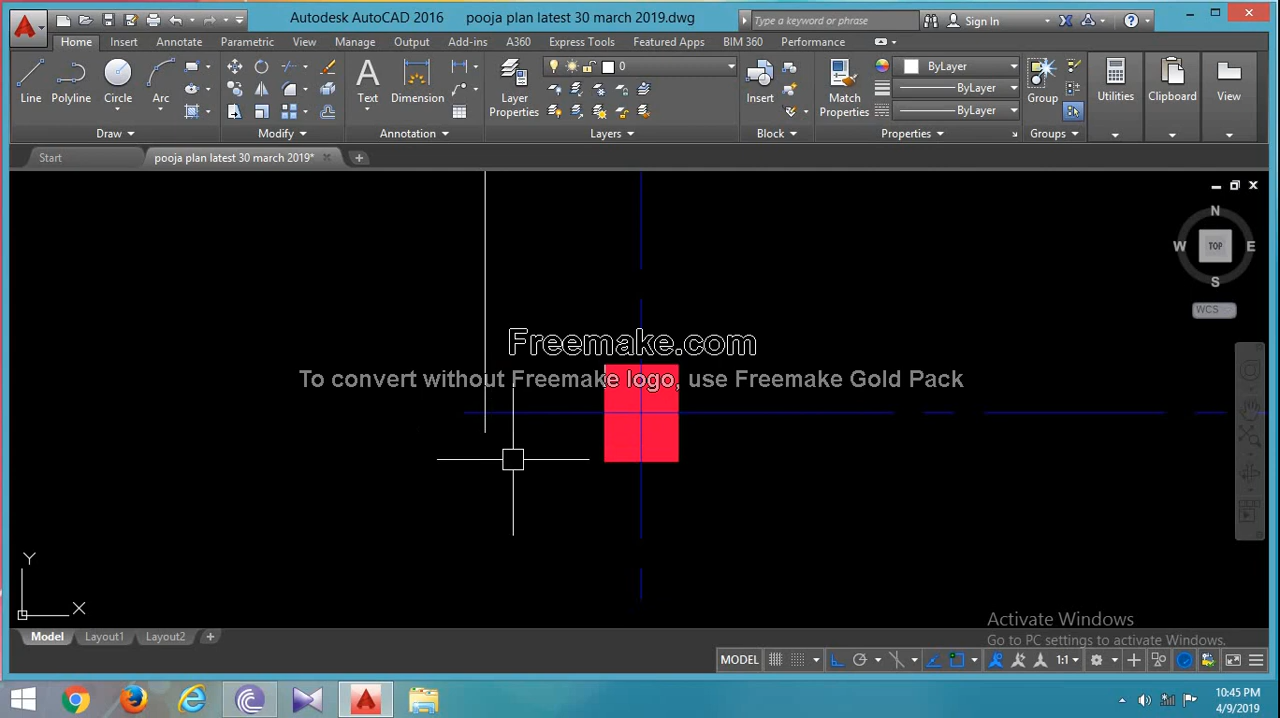 Autodesk AutoCAD 2016 pooja plan latest 30 march 2019.dwg
Type a keyword or phrase
Sign In
Home Insert Annotate Parametric View Manage Output Add-ins A360 Express Tools Featured Apps BIM 360 Performance
Line Polyline Circle Arc
Text Dimension
Layer Properties
0
Insert
Match Properties
ByLayer
ByLayer
ByLayer
Group
Utilities
Clipboard
View
Draw Modify Annotation Layers Block Properties Groups
Start pooja plan latest 30 march 2019*
N
W TOP E
S
WCS
Freemake.com
To convert without Freemake logo, use Freemake Gold Pack
Y
X
Activate Windows
Go to PC settings to activate Windows.
Model Layout1 Layout2
MODEL 1:1
10:45 PM
4/9/2019